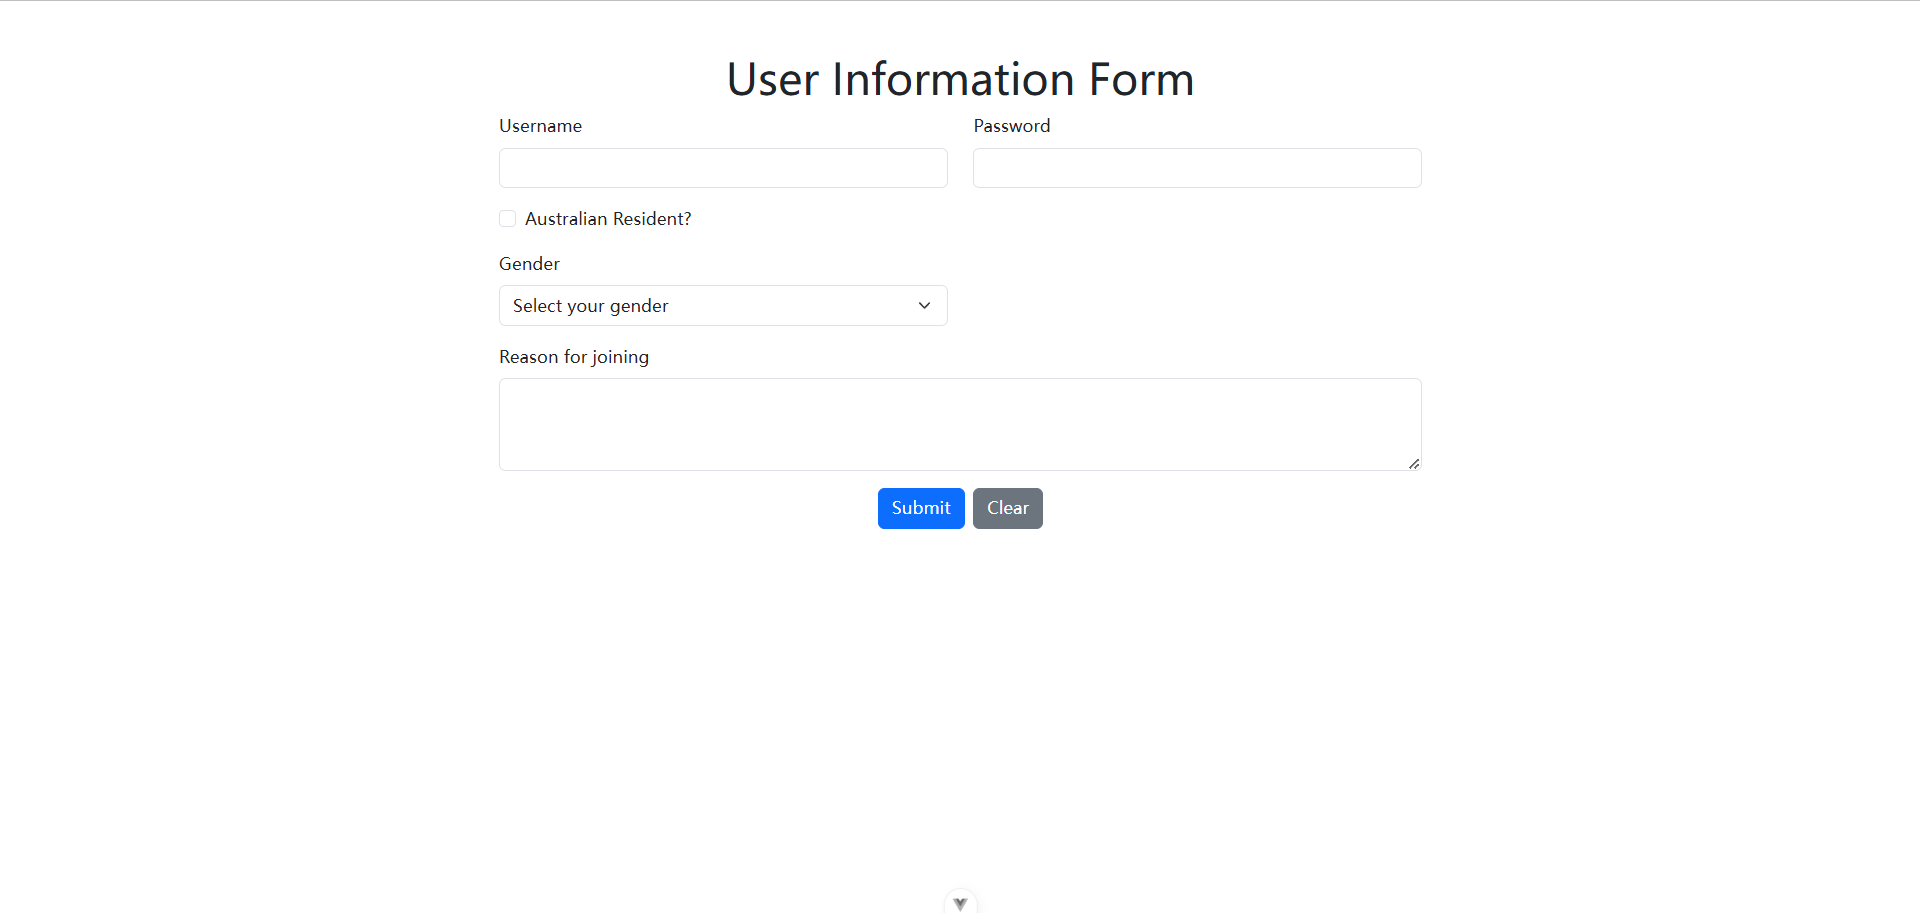 User Information Form
Username
Password
Australian Resident?
Gender
Select your gender
Reason for joining
Submit
Clear